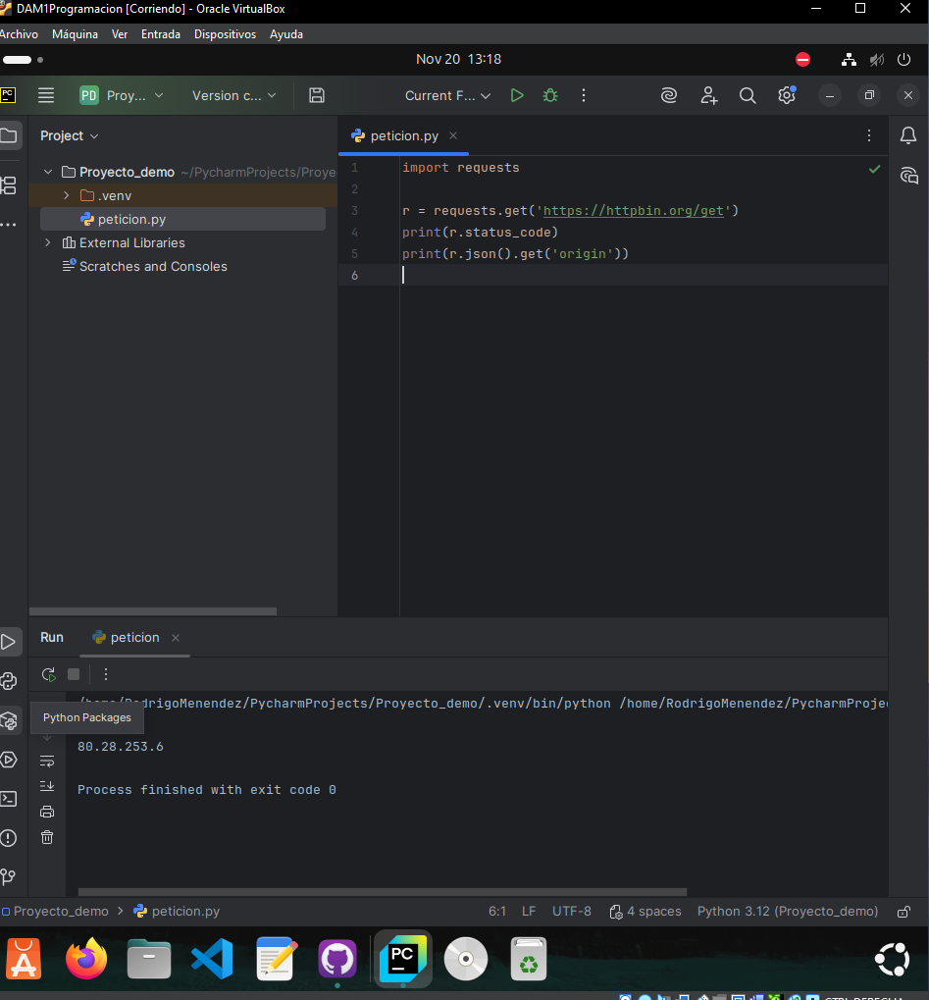 DAM1Programacion [Corriendo] - Oracle VirtualBox
Archivo Máquina Ver Entrada Dispositivos Ayuda
Nov 20 13:18
PC PD Proy... Version c... Current F...
Project
peticion.py
Proyecto_demo ~/PycharmProjects/Proye
.venv
peticion.py
External Libraries
Scratches and Consoles
1 import requests
2
3 r = requests.get('https://httpbin.org/get')
4 print(r.status_code)
5 print(r.json().get('origin'))
6
Run peticion
/home/RodrigoMenendez/PycharmProjects/Proyecto_demo/.venv/bin/python /home/RodrigoMenendez/PycharmProje
Python Packages
80.28.253.6
Process finished with exit code 0
Proyecto_demo > peticion.py 6:1 LF UTF-8 4 spaces Python 3.12 (Proyecto_demo)
PC
CTRL DERECHA